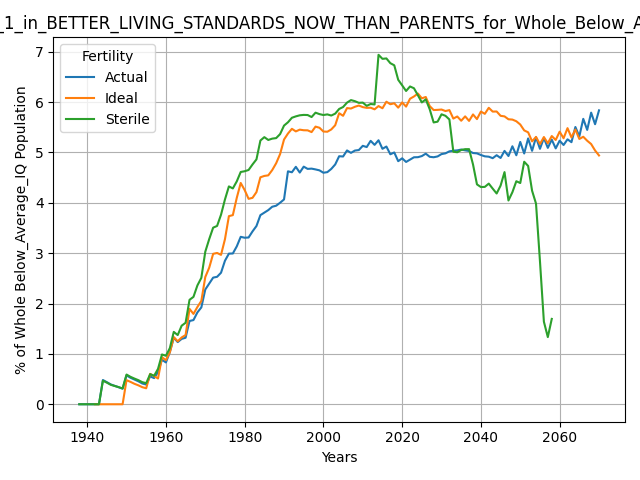 _1_in_BETTER_LIVING_STANDARDS_NOW_THAN_PARENTS_for_Whole_Below_A
7
6
5
4
3
2
1
0
% of Whole Below_Average_IQ Population
Fertility
Actual
Ideal
Sterile
1940 1960 1980 2000 2020 2040 2060
Years